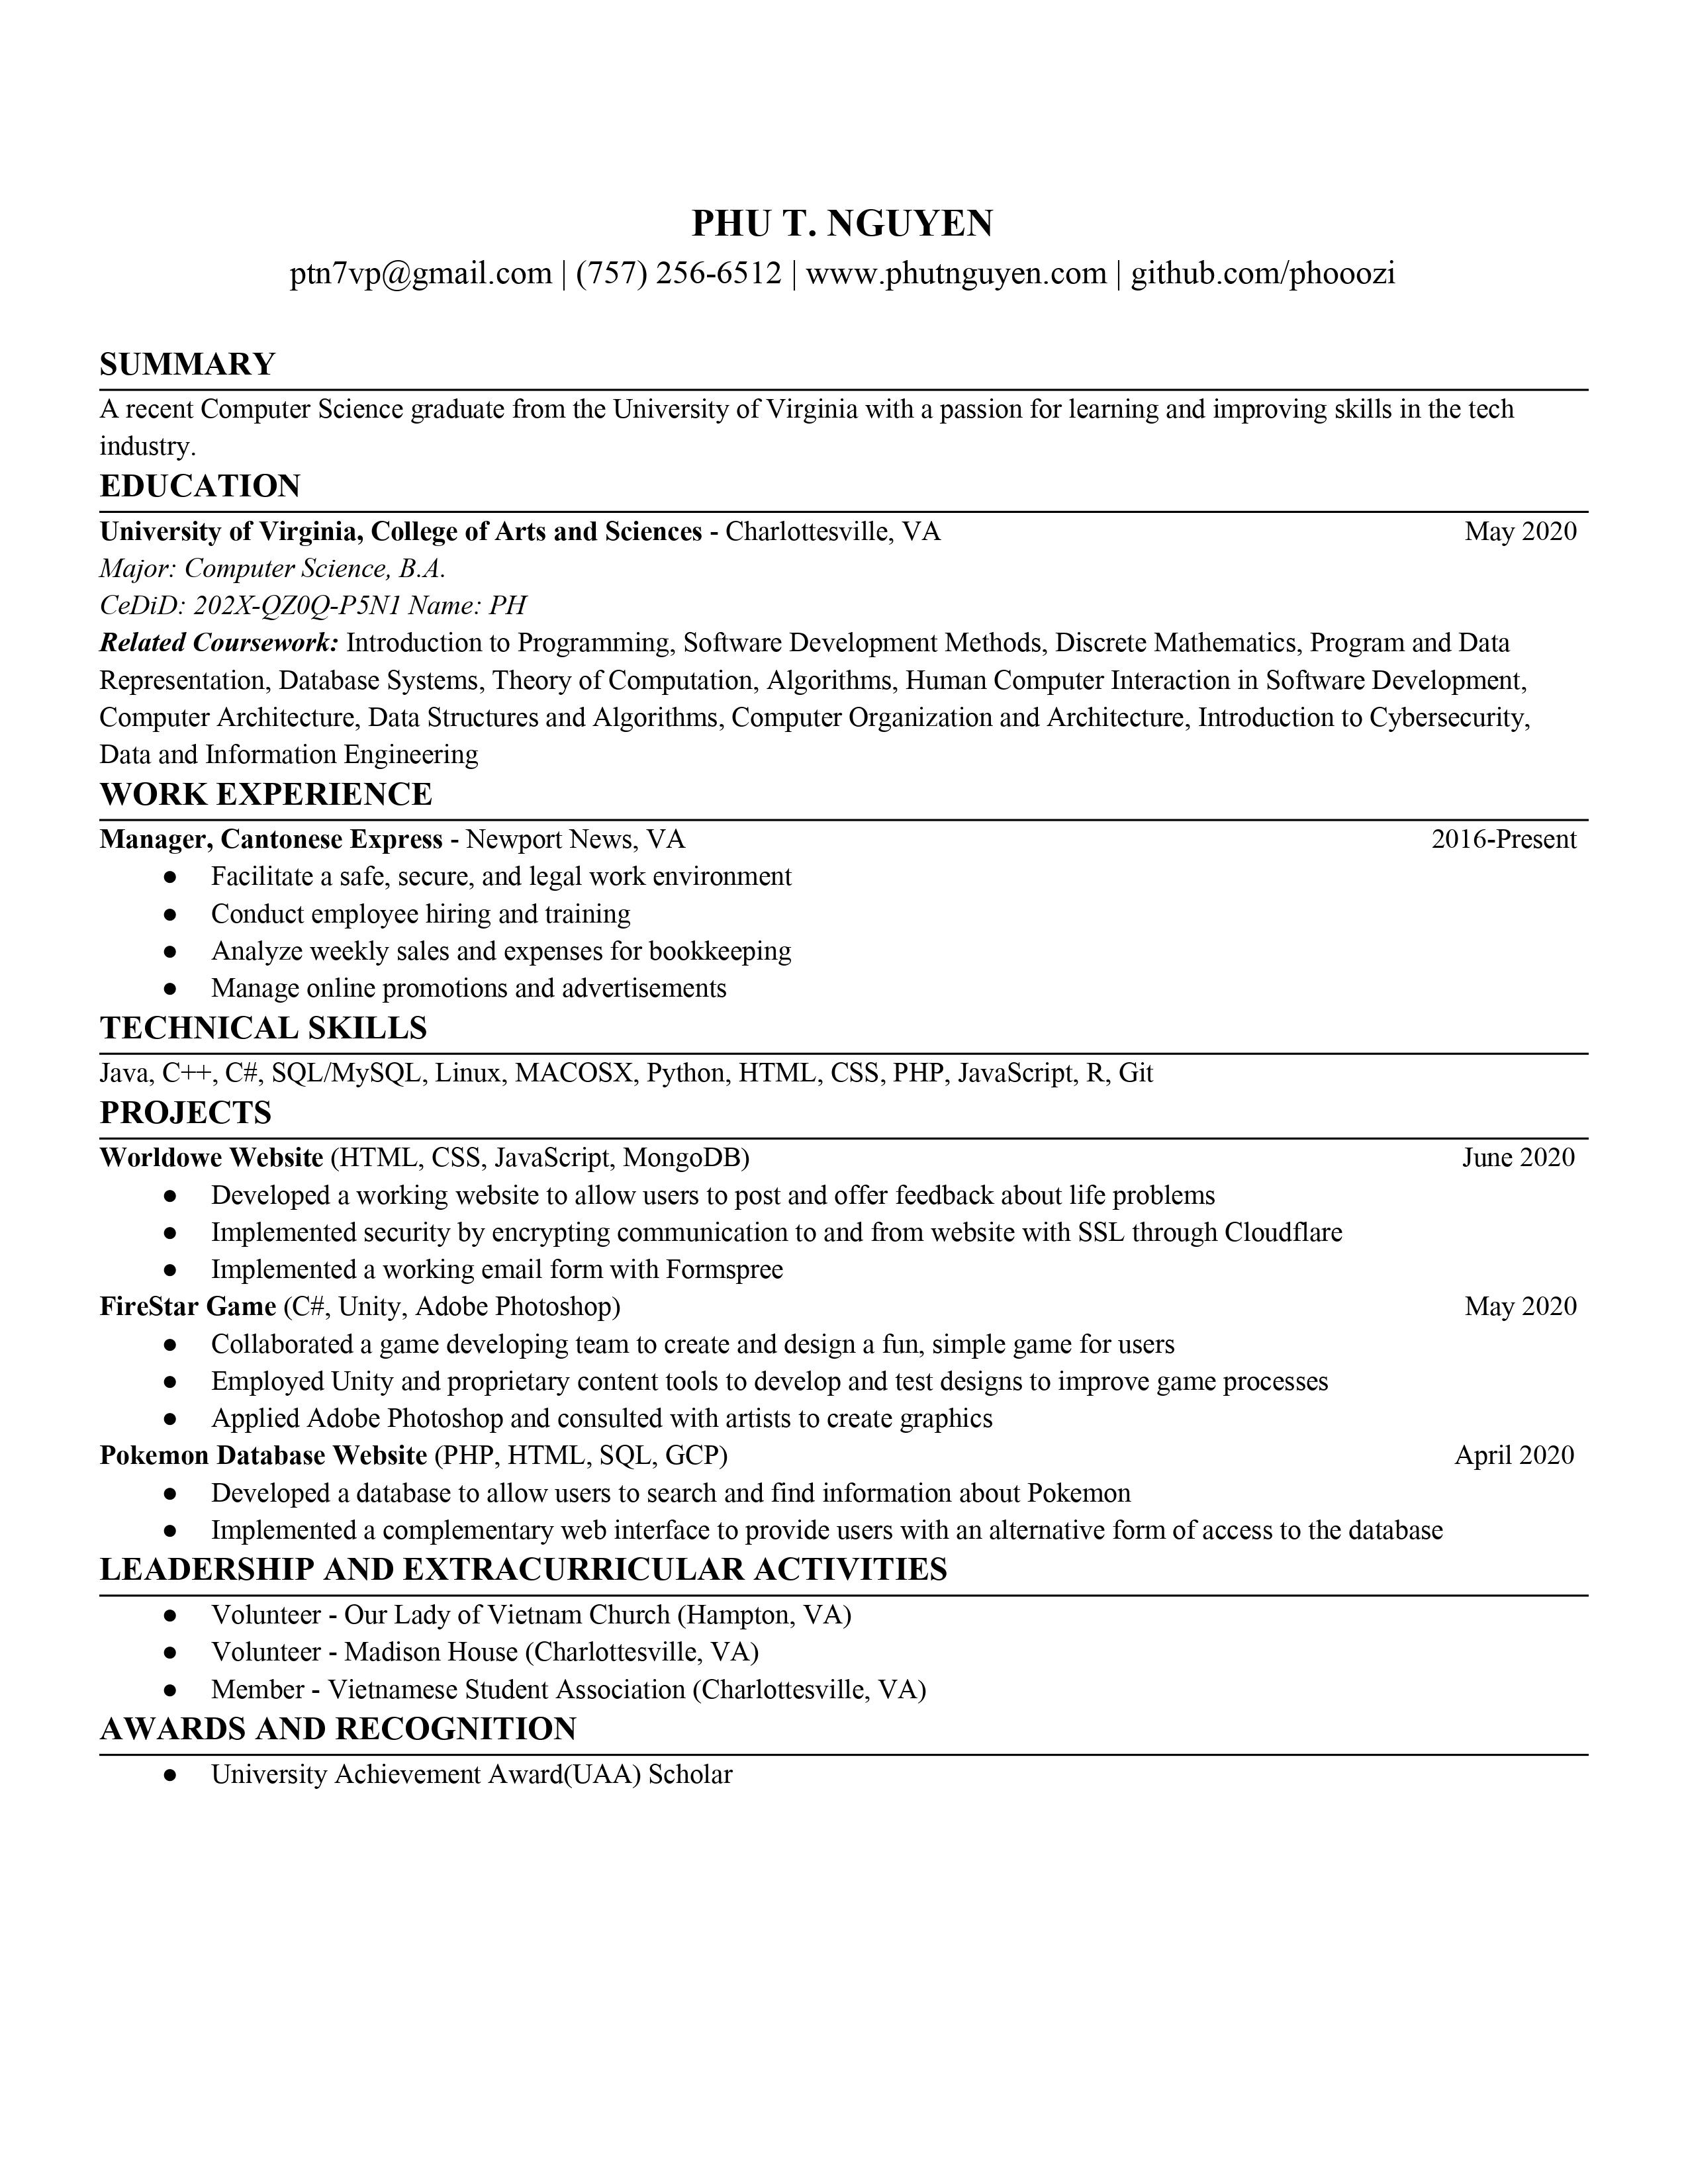 PHU T. NGUYEN
ptn7vp@gmail.com | (757) 256-6512 | www.phutnguyen.com | github.com/phooozi
SUMMARY
A recent Computer Science graduate from the University of Virginia with a passion for learning and improving skills in the tech
industry.
EDUCATION
University of Virginia, College of Arts and Sciences - Charlottesville, VA May 2020
Major: Computer Science, B.A.
CeDiD: 202X-QZ0Q-P5N1 Name: PH
Related Coursework: Introduction to Programming, Software Development Methods, Discrete Mathematics, Program and Data
Representation, Database Systems, Theory of Computation, Algorithms, Human Computer Interaction in Software Development,
Computer Architecture, Data Structures and Algorithms, Computer Organization and Architecture, Introduction to Cybersecurity,
Data and Information Engineering
WORK EXPERIENCE
Manager, Cantonese Express - Newport News, VA 2016-Present
● Facilitate a safe, secure, and legal work environment
● Conduct employee hiring and training
● Analyze weekly sales and expenses for bookkeeping
● Manage online promotions and advertisements
TECHNICAL SKILLS
Java, C++, C#, SQL/MySQL, Linux, MACOSX, Python, HTML, CSS, PHP, JavaScript, R, Git
PROJECTS
Worldowe Website (HTML, CSS, JavaScript, MongoDB) June 2020
● Developed a working website to allow users to post and offer feedback about life problems
● Implemented security by encrypting communication to and from website with SSL through Cloudflare
● Implemented a working email form with Formspree
FireStar Game (C#, Unity, Adobe Photoshop) May 2020
● Collaborated a game developing team to create and design a fun, simple game for users
● Employed Unity and proprietary content tools to develop and test designs to improve game processes
● Applied Adobe Photoshop and consulted with artists to create graphics
Pokemon Database Website (PHP, HTML, SQL, GCP) April 2020
● Developed a database to allow users to search and find information about Pokemon
● Implemented a complementary web interface to provide users with an alternative form of access to the database
LEADERSHIP AND EXTRACURRICULAR ACTIVITIES
● Volunteer - Our Lady of Vietnam Church (Hampton, VA)
● Volunteer - Madison House (Charlottesville, VA)
● Member - Vietnamese Student Association (Charlottesville, VA)
AWARDS AND RECOGNITION
● University Achievement Award(UAA) Scholar